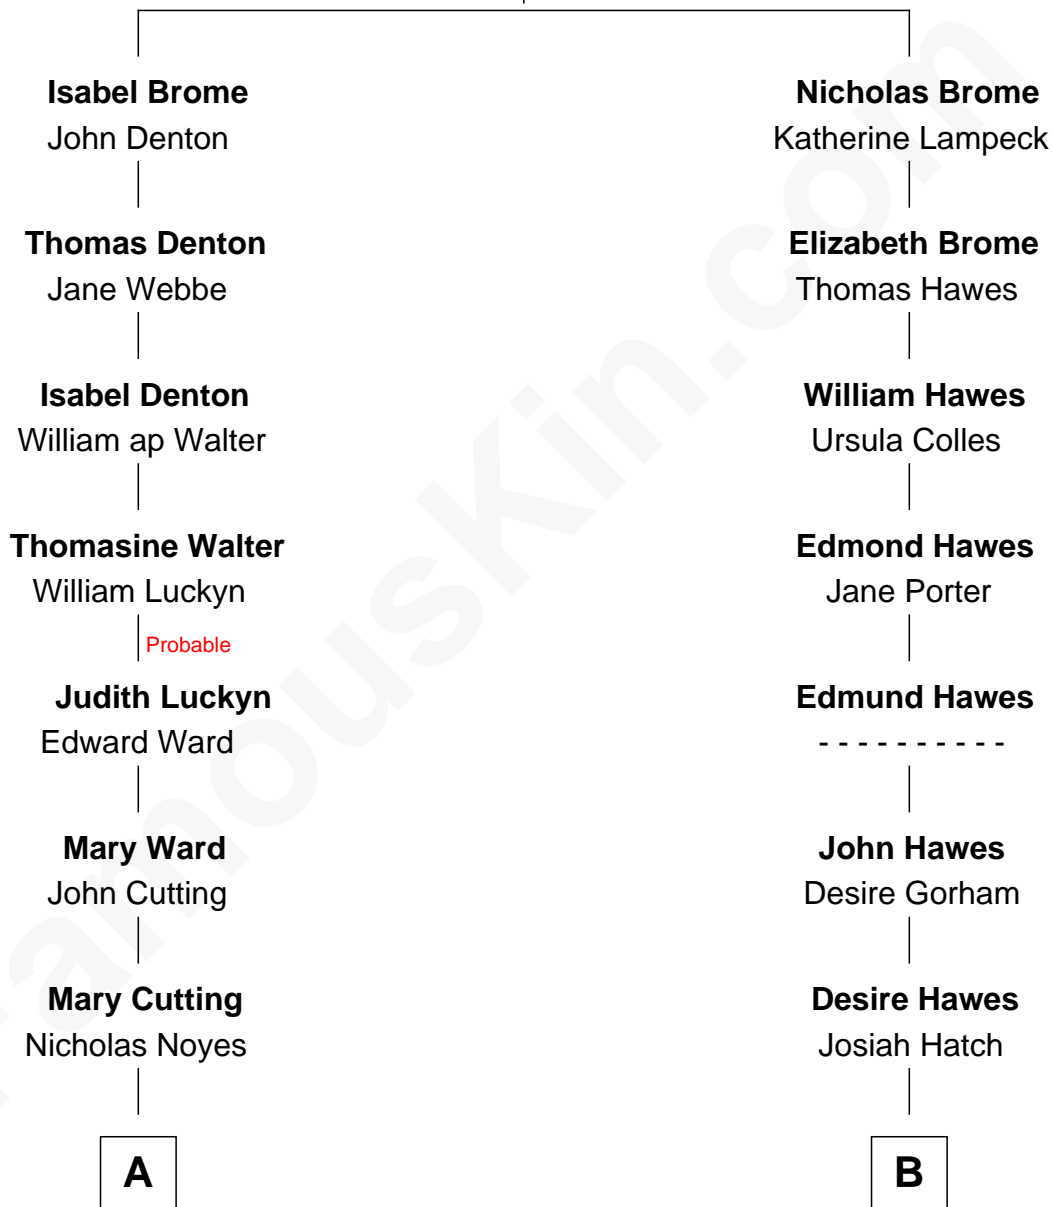 Isabel Brome
John Denton
Nicholas Brome
Katherine Lampeck
Thomas Denton
Jane Webbe
Elizabeth Brome
Thomas Hawes
Isabel Denton
William ap Walter
William Hawes
Ursula Colles
Thomasine Walter
William Luckyn
Edmond Hawes
Jane Porter
Probable
Judith Luckyn
Edward Ward
Edmund Hawes
- - - - - - - - - -
Mary Ward
John Cutting
John Hawes
Desire Gorham
Mary Cutting
Nicholas Noyes
Desire Hawes
Josiah Hatch
A
B
FamousKin.com